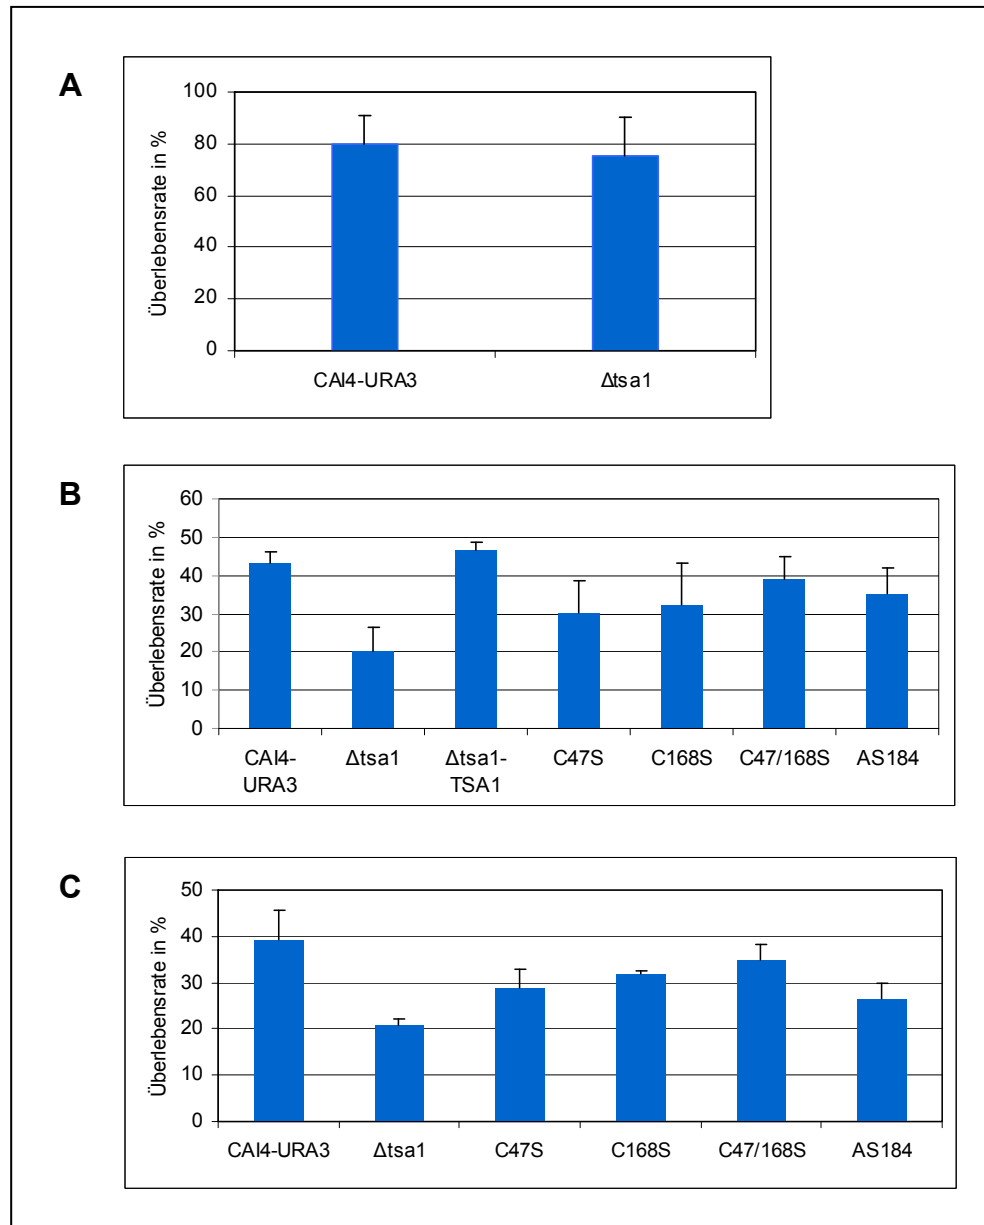 A
Überlebensrate in %
100
80
60
40
20
0
CAI4-URA3 Δtsa1
B
Überlebensrate in %
60
50
40
30
20
10
0
CAI4- Δtsa1 Δtsa1- C47S C168S C47/168S AS184
URA3 TSA1
C
Überlebensrate in %
50
40
30
20
10
0
CAI4-URA3 Δtsa1 C47S C168S C47/168S AS184